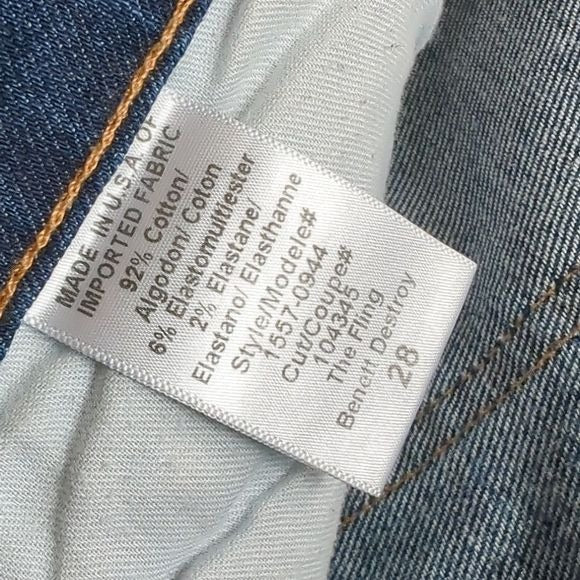 MADE IN U.S.A. OF
IMPORTED FABRIC
92% Cotton/
Algodon/ Coton
6% Elastomultiester
2% Elastane/
Elastano/ Elasthanne
Style/Modele#
1557-0944
Cut/Coupe#
104345
The Fling
Benett Destroy
28